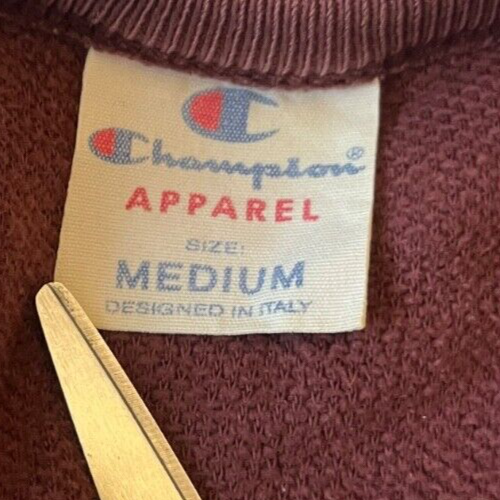 Champion®
APPAREL
SIZE:
MEDIUM
DESIGNED IN ITALY